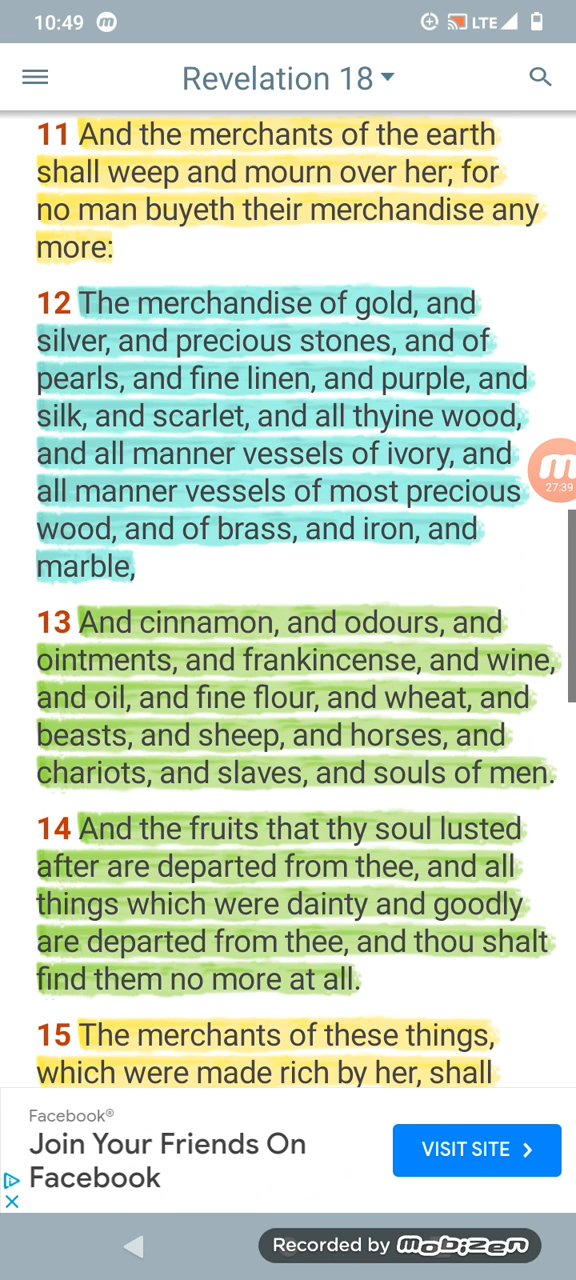 10:49 m LTE
Revelation 18
11 And the merchants of the earth
shall weep and mourn over her; for
no man buyeth their merchandise any
more:
12 The merchandise of gold, and
silver, and precious stones, and of
pearls, and fine linen, and purple, and
silk, and scarlet, and all thyine wood,
and all manner vessels of ivory, and
all manner vessels of most precious
wood, and of brass, and iron, and
marble,
m
27:39
13 And cinnamon, and odours, and
ointments, and frankincense, and wine,
and oil, and fine flour, and wheat, and
beasts, and sheep, and horses, and
chariots, and slaves, and souls of men.
14 And the fruits that thy soul lusted
after are departed from thee, and all
things which were dainty and goodly
are departed from thee, and thou shalt
find them no more at all.
15 The merchants of these things,
which were made rich by her, shall
Facebook®
Join Your Friends On
Facebook
VISIT SITE
Recorded by mobizen